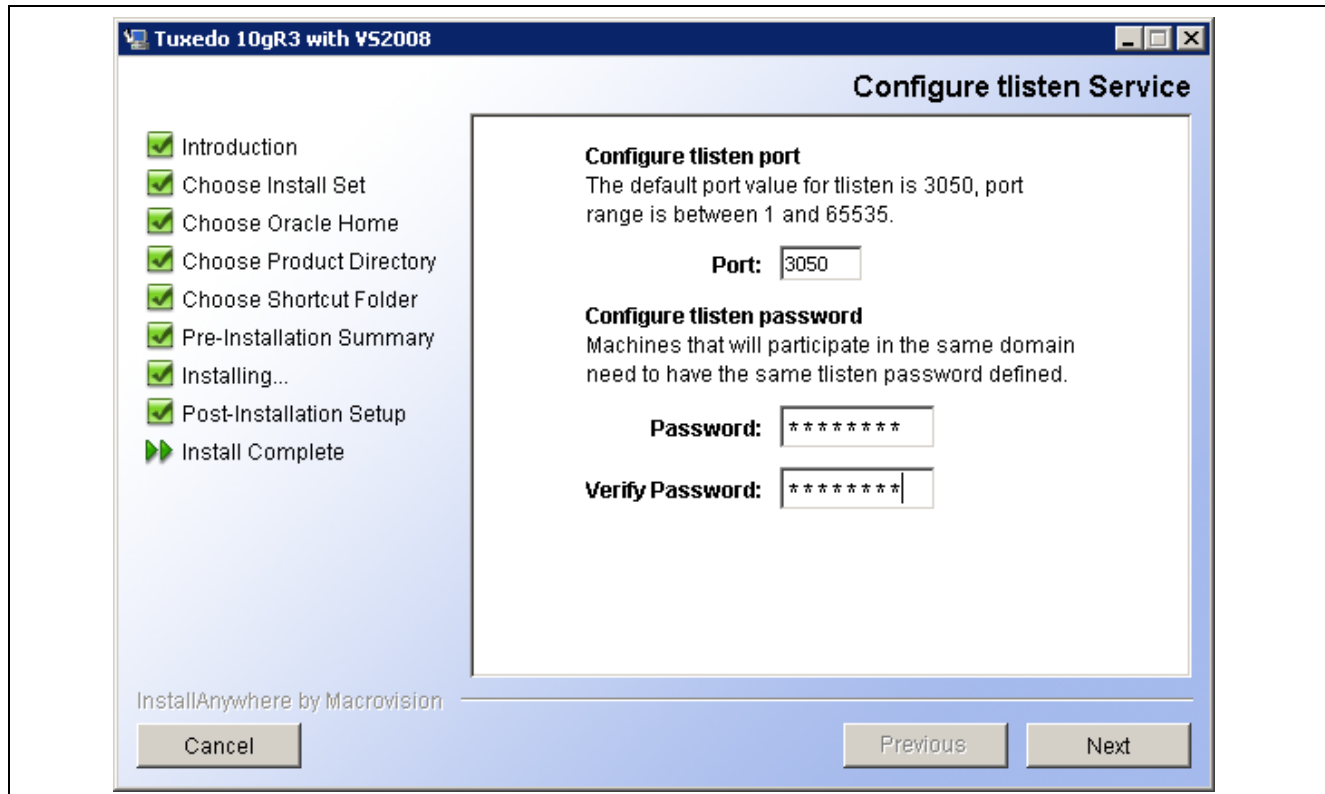 Tuxedo 10gR3 with VS2008
Configure tlisten Service
Introduction
Choose Install Set
Choose Oracle Home
Choose Product Directory
Choose Shortcut Folder
Pre-Installation Summary
Installing...
Post-Installation Setup
Install Complete
Configure tlisten port
The default port value for tlisten is 3050, port
range is between 1 and 65535.
Port: 3050
Configure tlisten password
Machines that will participate in the same domain
need to have the same tlisten password defined.
Password: ********
Verify Password: ********
InstallAnywhere by Macrovision
Cancel
Previous
Next